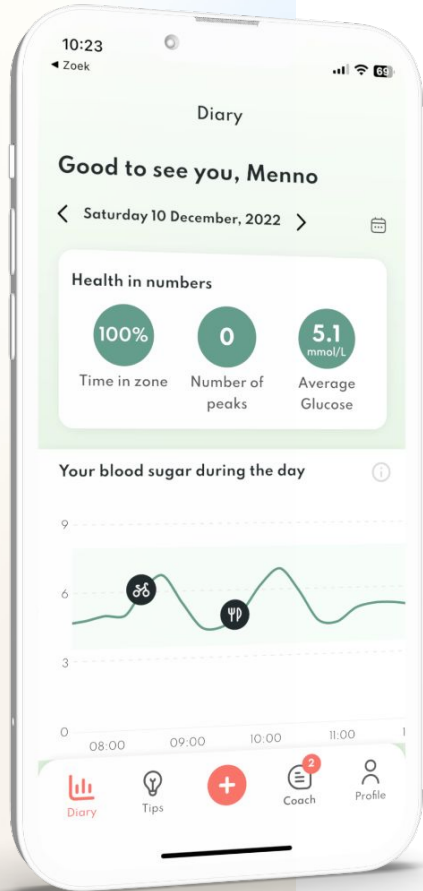 10:23
◀ Zoek
69
Diary
Good to see you, Menno
Saturday 10 December, 2022
Health in numbers
100%
0
5.1
mmol/L
Time in zone
Number of
peaks
Average
Glucose
Your blood sugar during the day
9
6
3
0
08:00
09:00
10:00
11:00
1
Diary
Tips
+
2
Coach
Profile